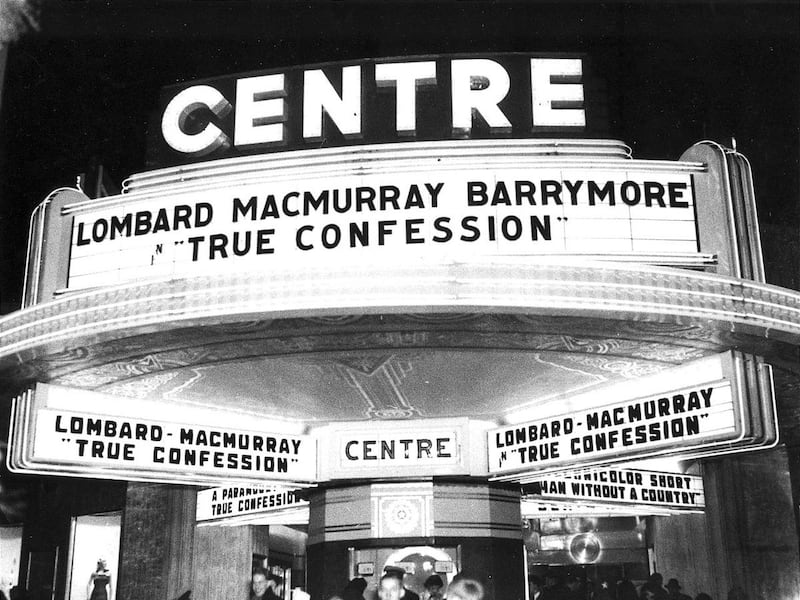 CENTRE
LOMBARD MACMURRAY BARRYMORE
IN "TRUE CONFESSION"
LOMBARD-MACMURRAY
"TRUE CONFESSION"
CENTRE
LOMBARD-MACMURRAY
IN "TRUE CONFESSION"
A
TRUE CONFESSION
SHORT
MAN WITHOUT A COUNTRY"